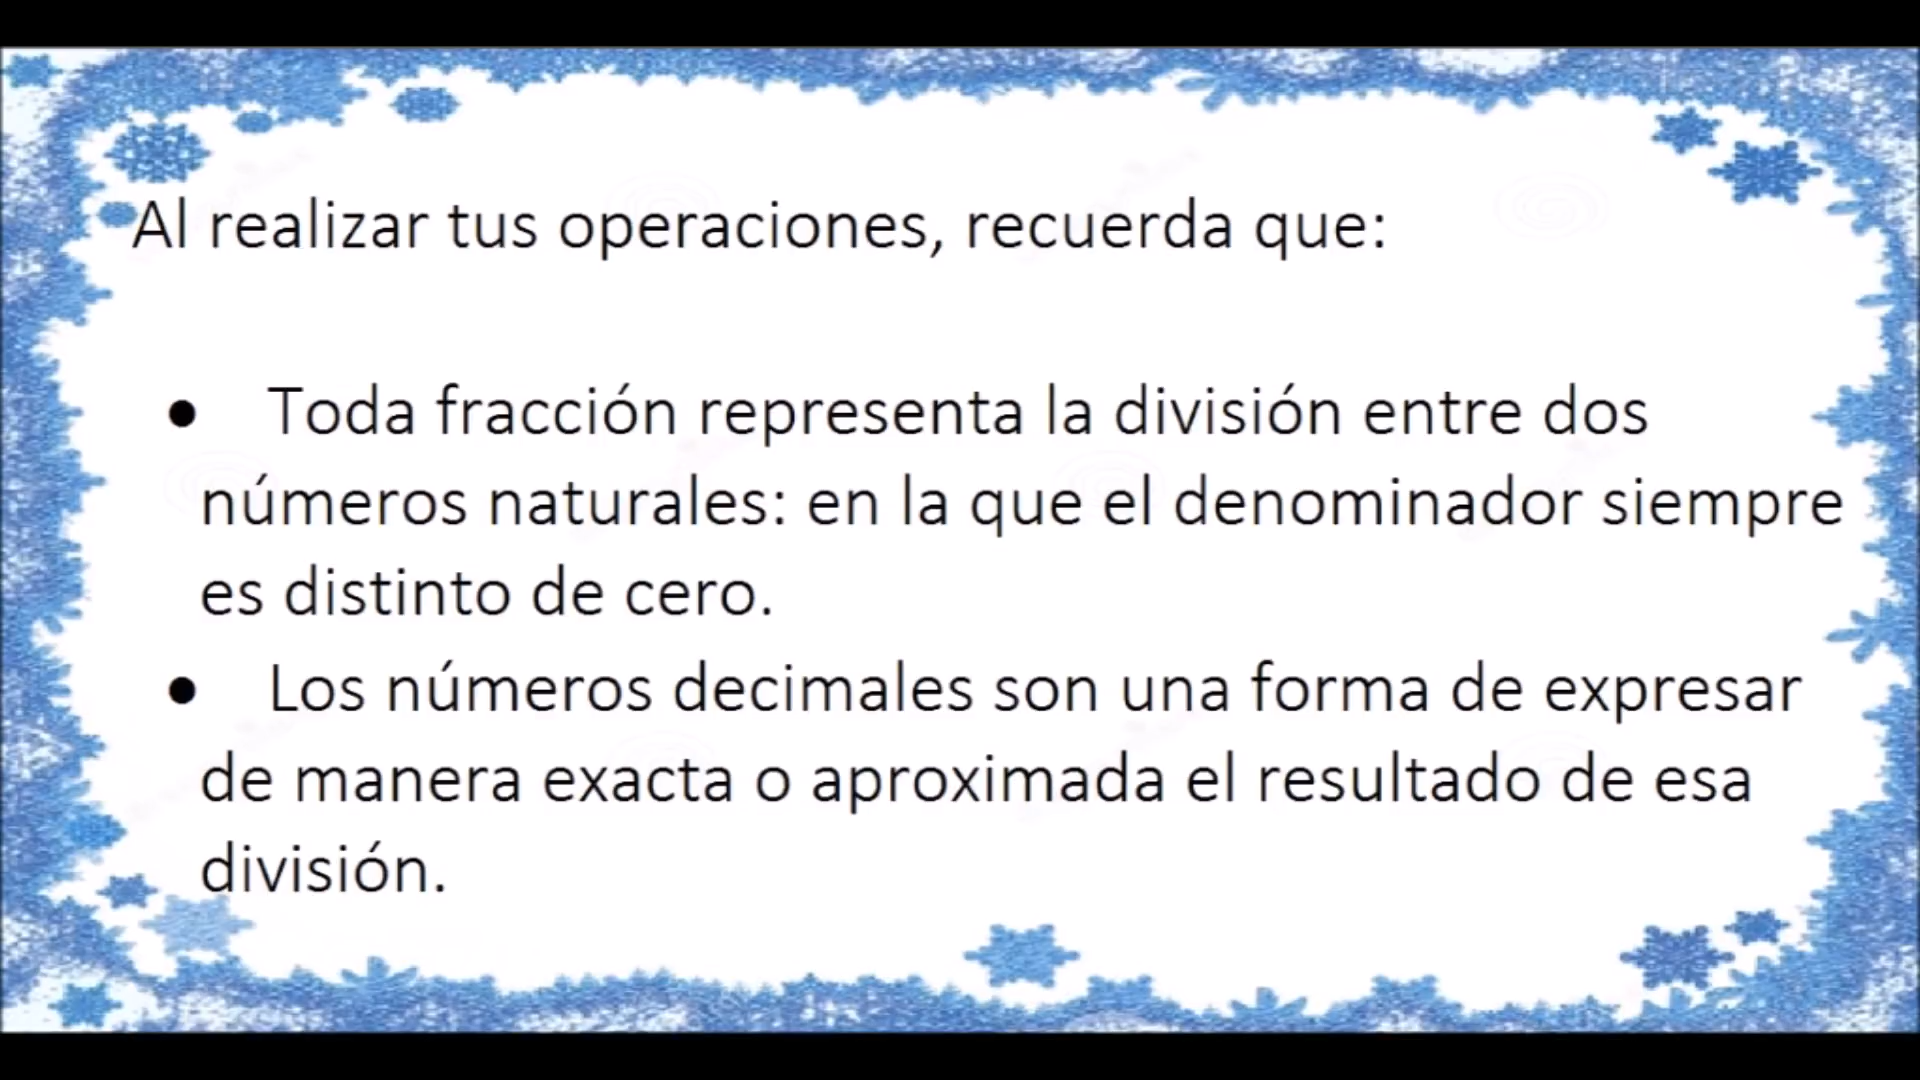 Al realizar tus operaciones, recuerda que:
• Toda fracción representa la división entre dos
números naturales: en la que el denominador siempre
es distinto de cero.
• Los números decimales son una forma de expresar
de manera exacta o aproximada el resultado de esa
división.